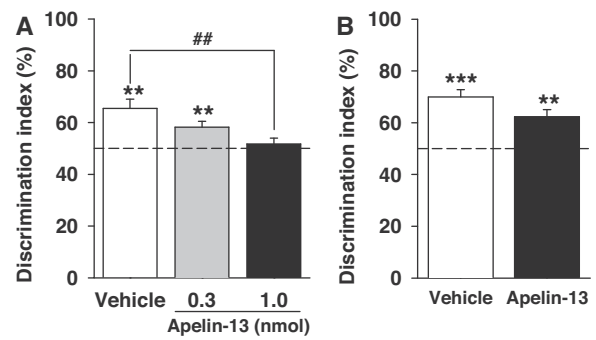 A
Discrimination index (%)
100
80
60
40
20
0
##
**
**
Vehicle
0.3
1.0
Apelin-13 (nmol)
B
Discrimination index (%)
100
80
60
40
20
0
***
**
Vehicle
Apelin-13